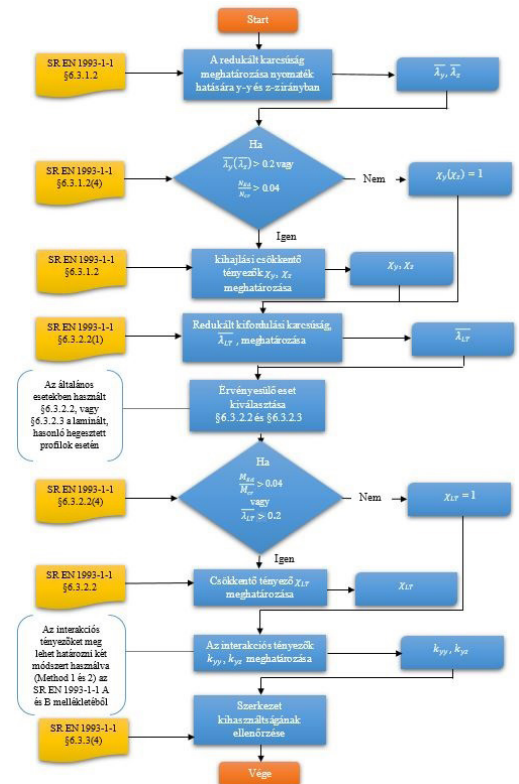 Start
SR EN 1993-1-1
§6.3.1.2
A redukált karcsúság
meghatározása nyomaték
hatására y-y és z-z irányban
λ̅y, λ̅z
Ha
λ̅y(λ̅z) > 0.2 vagy
NEd/Ncr > 0.04
SR EN 1993-1-1
§6.3.1.2(4)
Nem
χy(χz) = 1
Igen
SR EN 1993-1-1
§6.3.1.2
kihajlási csökkentő
tényezők χy, χz
meghatározása
χy, χz
SR EN 1993-1-1
§6.3.2.2(1)
Redukált kifordulási karcsúság,
λ̅LT , meghatározása
λ̅LT
Az általános
esetekben használt
§6.3.2.2, vagy
§6.3.2.3 a laminált,
hasonló hegesztett
profilok esetén
Érvényesülő eset
kiválasztása
§6.3.2.2 és §6.3.2.3
Ha
MEd/Mcr > 0.04
vagy
λ̅LT > 0.2
SR EN 1993-1-1
§6.3.2.2(4)
Nem
χLT = 1
Igen
SR EN 1993-1-1
§6.3.2.2
Csökkentő tényező χLT
meghatározása
χLT
Az interakciós
tényezőket meg
lehet határozni két
módszert használva
(Method 1 és 2) az
SR EN 1993-1-1 A
és B mellékletéből
Az interakciós tényezők
kyy, kyz meghatározása
kyy, kyz
SR EN 1993-1-1
§6.3.3(4)
Szerkezet
kihasználtságának
ellenőrzése
Vége